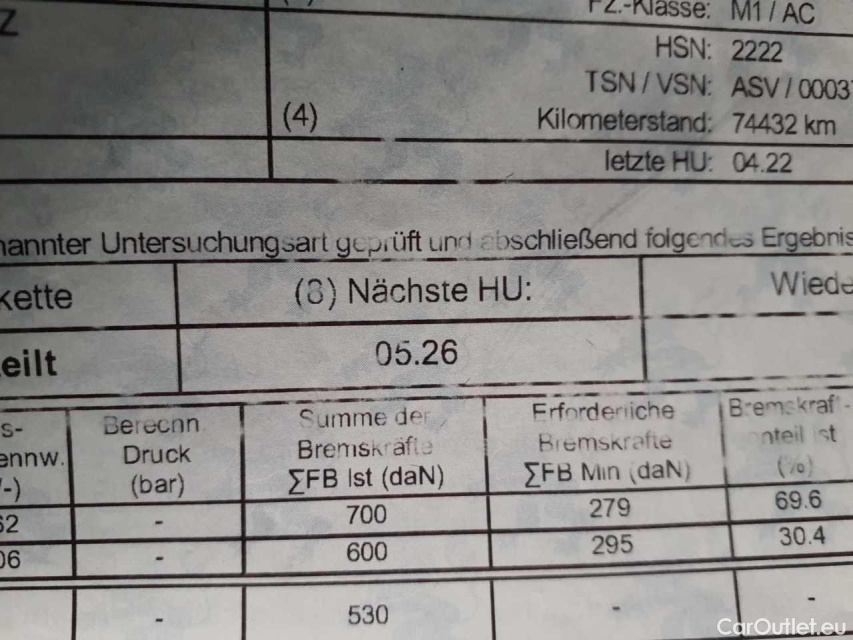 Z
FZ.-Klasse: M1 / AC
HSN: 2222
TSN / VSN: ASV / 0003
(4) Kilometerstand: 74432 km
letzte HU: 04.22
nannter Untersuchungsart geprüft und abschließend folgendes Ergebnis
kette (8) Nächste HU: Wiede
eilt 05.26
s- Berechn. Summe der Erforderliche Bremskraft-
ennw. Druck Bremskräfte Bremskräfte anteil Ist
/-) (bar) ∑FB Ist (daN) ∑FB Min (daN) (%)
62 - 700 279 69.6
06 - 600 295 30.4
- 530 - -
CarOutlet.eu